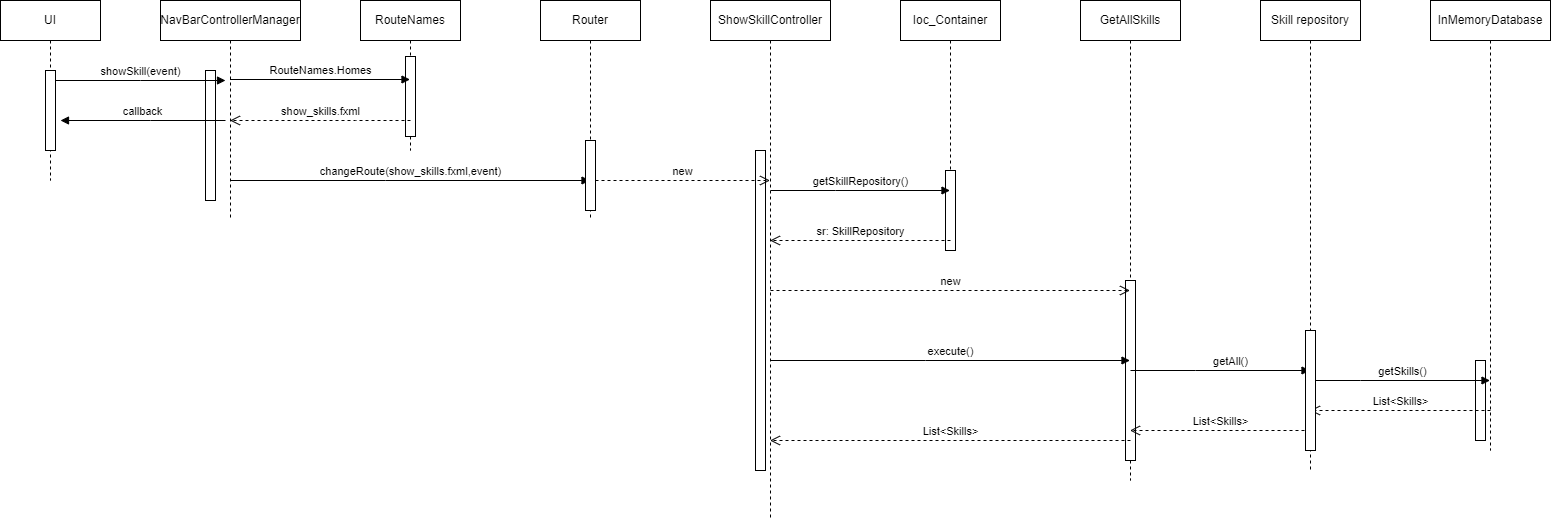 UI
NavBarControllerManager
RouteNames
Router
ShowSkillController
Ioc_Container
GetAllSkills
Skill repository
InMemoryDatabase
showSkill(event)
RouteNames.Homes
callback
show_skills.fxml
changeRoute(show_skills.fxml,event)
new
getSkillRepository()
sr: SkillRepository
new
execute()
getAll()
getSkills()
List<Skills>
List<Skills>
List<Skills>